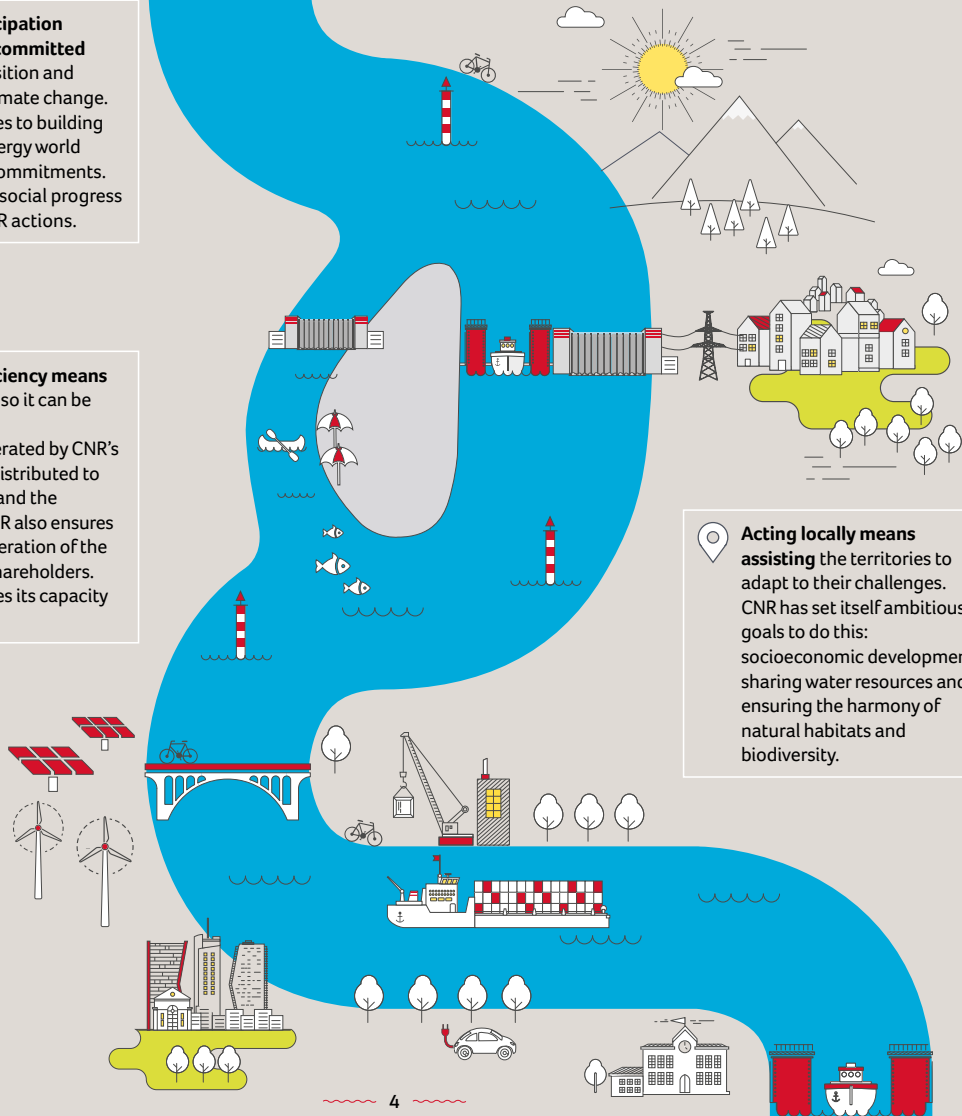 cipation
committed
sition and
mate change.
es to building
ergy world
ommitments.
social progress
R actions.
ciency means
so it can be
erated by CNR's
distributed to
and the
R also ensures
eration of the
hareholders.
es its capacity
Acting locally means
assisting the territories to
adapt to their challenges.
CNR has set itself ambitious
goals to do this:
socioeconomic developmen
sharing water resources and
ensuring the harmony of
natural habitats and
biodiversity.
4